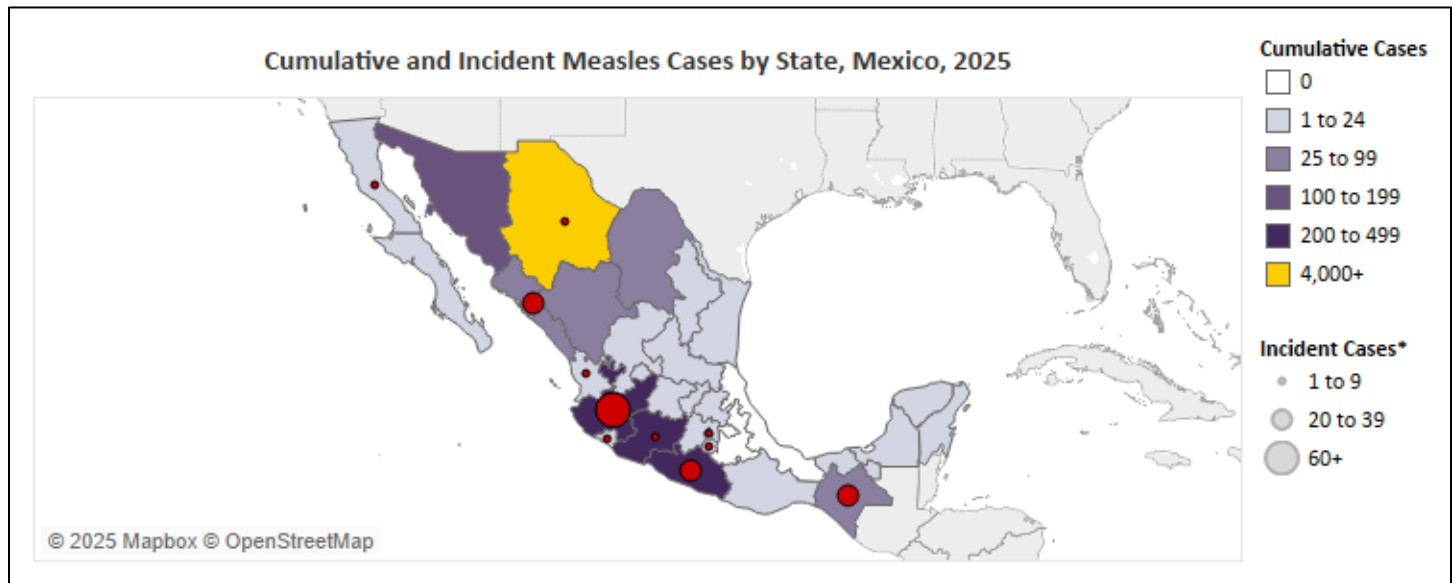 Cumulative and Incident Measles Cases by State, Mexico, 2025
Cumulative Cases
0
1 to 24
25 to 99
100 to 199
200 to 499
4,000+
Incident Cases*
1 to 9
20 to 39
60+
© 2025 Mapbox © OpenStreetMap